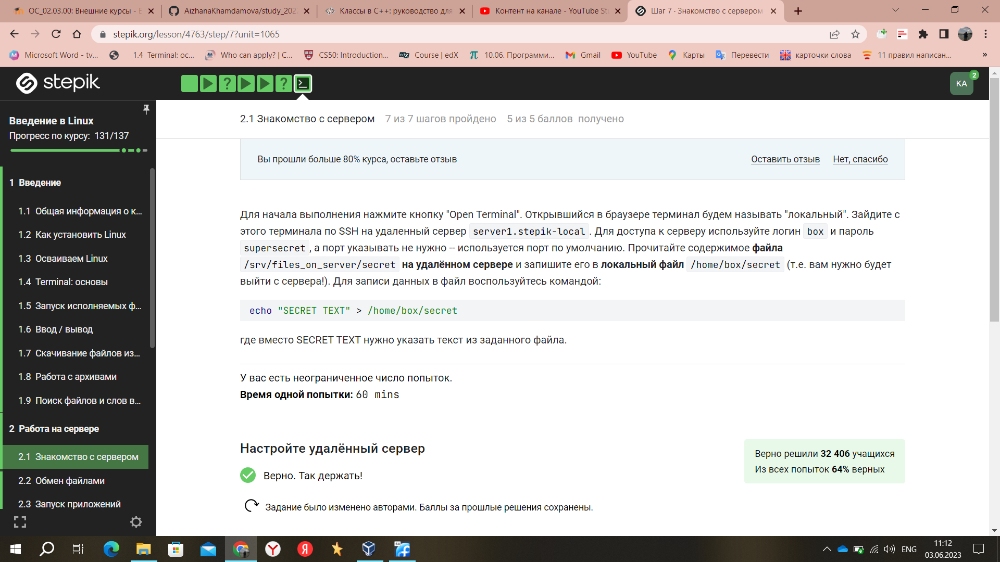 ОС_02.03.00: Внешние курсы - Е
AizhanaKhamdamova/study_202
Классы в C++: руководство для
Контент на канале - YouTube Stu
Шаг 7 · Знакомство с сервером
stepik.org/lesson/4763/step/7?unit=1065
Microsoft Word - tv...
1.4 Terminal: ос...
Who can apply? | C...
CS50: Introduction...
edX
Course | edX
10.06. Программи...
Gmail
YouTube
Карты
Перевести
карточки слова
11 правил написан...
»
stepik
KA
2
Введение в Linux
Прогресс по курсу: 131/137
1 Введение
1.1 Общая информация о к...
1.2 Как установить Linux
1.3 Осваиваем Linux
1.4 Terminal: основы
1.5 Запуск исполняемых ф...
1.6 Ввод / вывод
1.7 Скачивание файлов из...
1.8 Работа с архивами
1.9 Поиск файлов и слов в...
2 Работа на сервере
2.1 Знакомство с сервером
2.2 Обмен файлами
2.3 Запуск приложений
2.1 Знакомство с сервером 7 из 7 шагов пройдено 5 из 5 баллов получено
Вы прошли больше 80% курса, оставьте отзыв
Оставить отзыв
Нет, спасибо
Для начала выполнения нажмите кнопку "Open Terminal". Открывшийся в браузере терминал будем называть "локальный". Зайдите с
этого терминала по SSH на удаленный сервер server1.stepik-local . Для доступа к серверу используйте логин box и пароль
supersecret , а порт указывать не нужно -- используется порт по умолчанию. Прочитайте содержимое файла
/srv/files_on_server/secret на удалённом сервере и запишите его в локальный файл /home/box/secret (т.е. вам нужно будет
выйти с сервера!). Для записи данных в файл воспользуйтесь командой:
echo "SECRET TEXT" > /home/box/secret
где вместо SECRET TEXT нужно указать текст из заданного файла.
У вас есть неограниченное число попыток.
Время одной попытки: 60 mins
Настройте удалённый сервер
Верно. Так держать!
Верно решили 32 406 учащихся
Из всех попыток 64% верных
Задание было изменено авторами. Баллы за прошлые решения сохранены.
64
ENG
11:12
03.06.2023